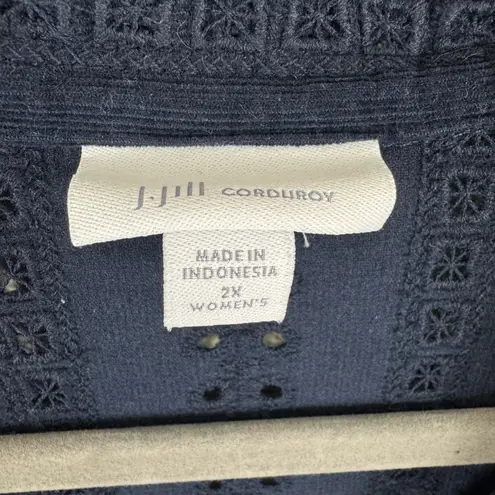 J.Jill CORDUROY
MADE IN
INDONESIA
2X
WOMEN'S